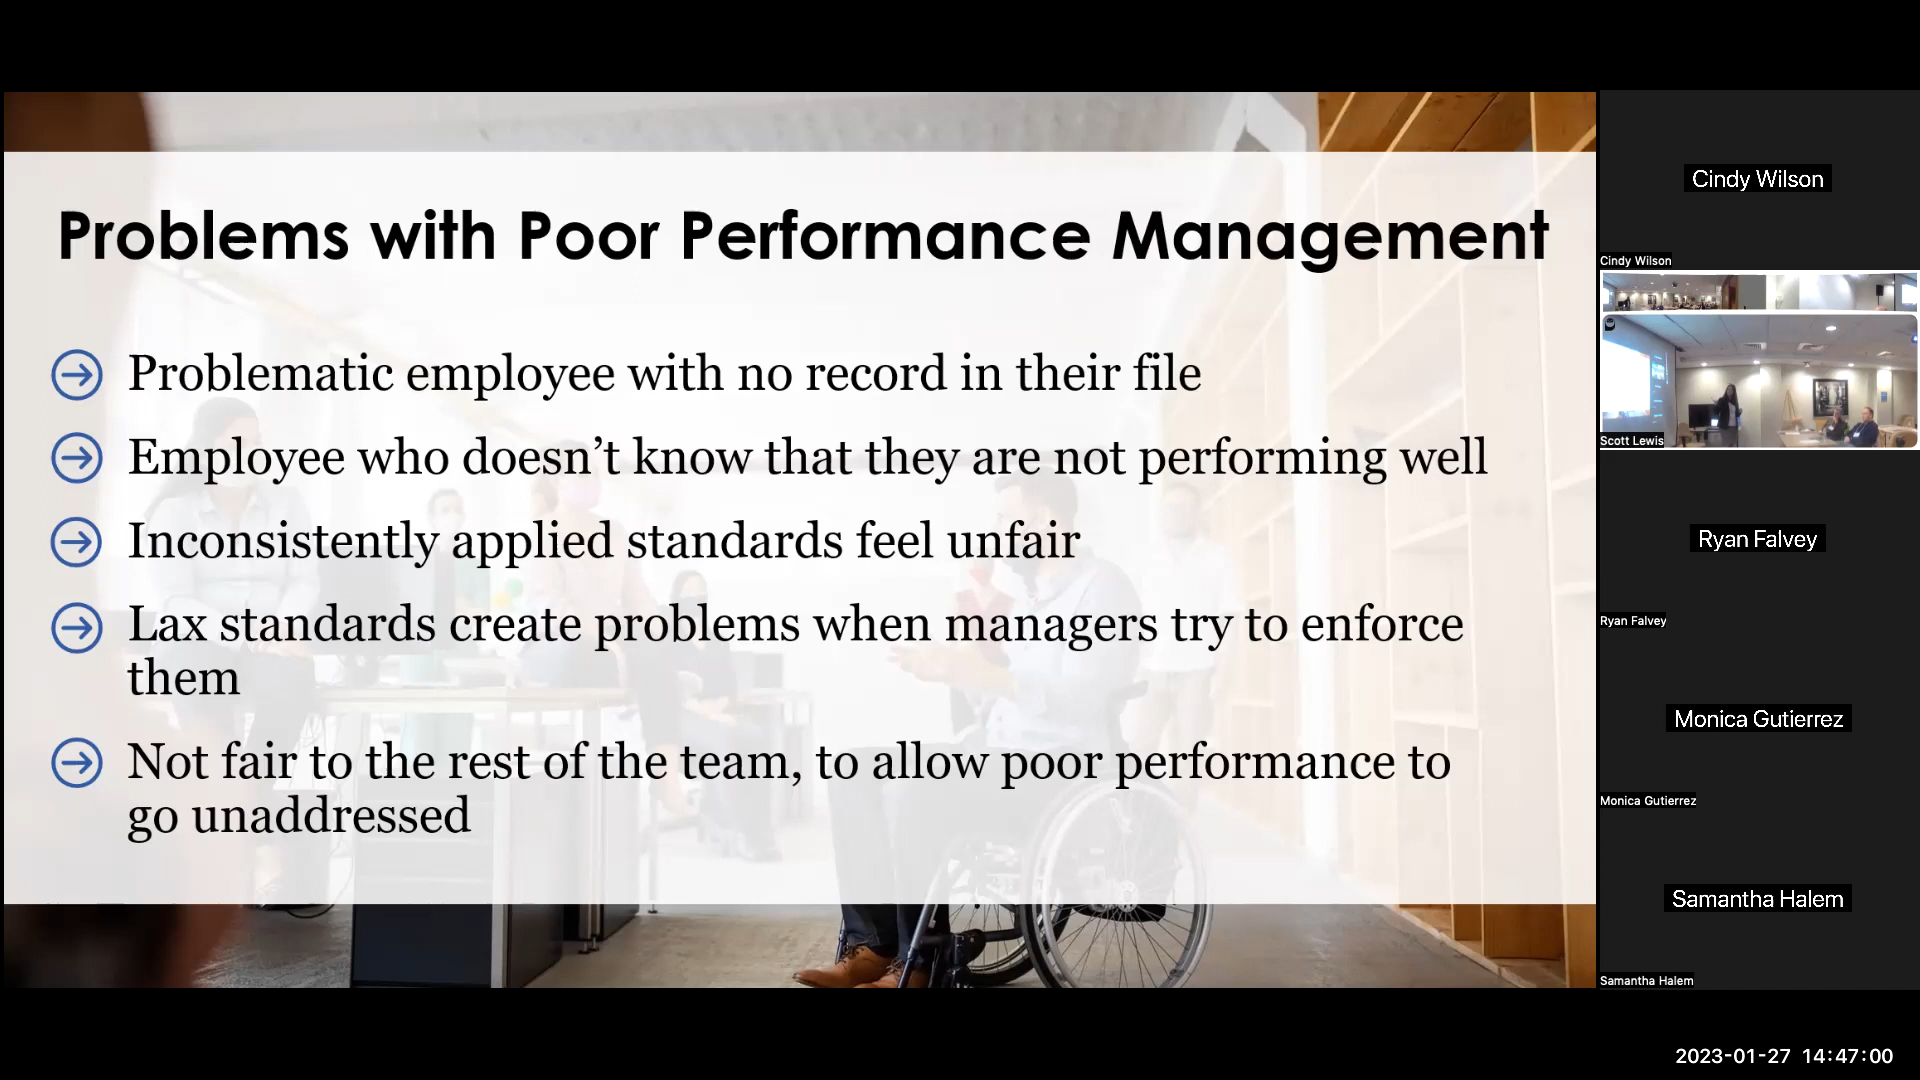 Problems with Poor Performance Management
Problematic employee with no record in their file
Employee who doesn’t know that they are not performing well
Inconsistently applied standards feel unfair
Lax standards create problems when managers try to enforce
them
Not fair to the rest of the team, to allow poor performance to
go unaddressed
Cindy Wilson
Cindy Wilson
Scott Lewis
Ryan Falvey
Ryan Falvey
Monica Gutierrez
Monica Gutierrez
Samantha Halem
Samantha Halem
2023-01-27 14:47:00